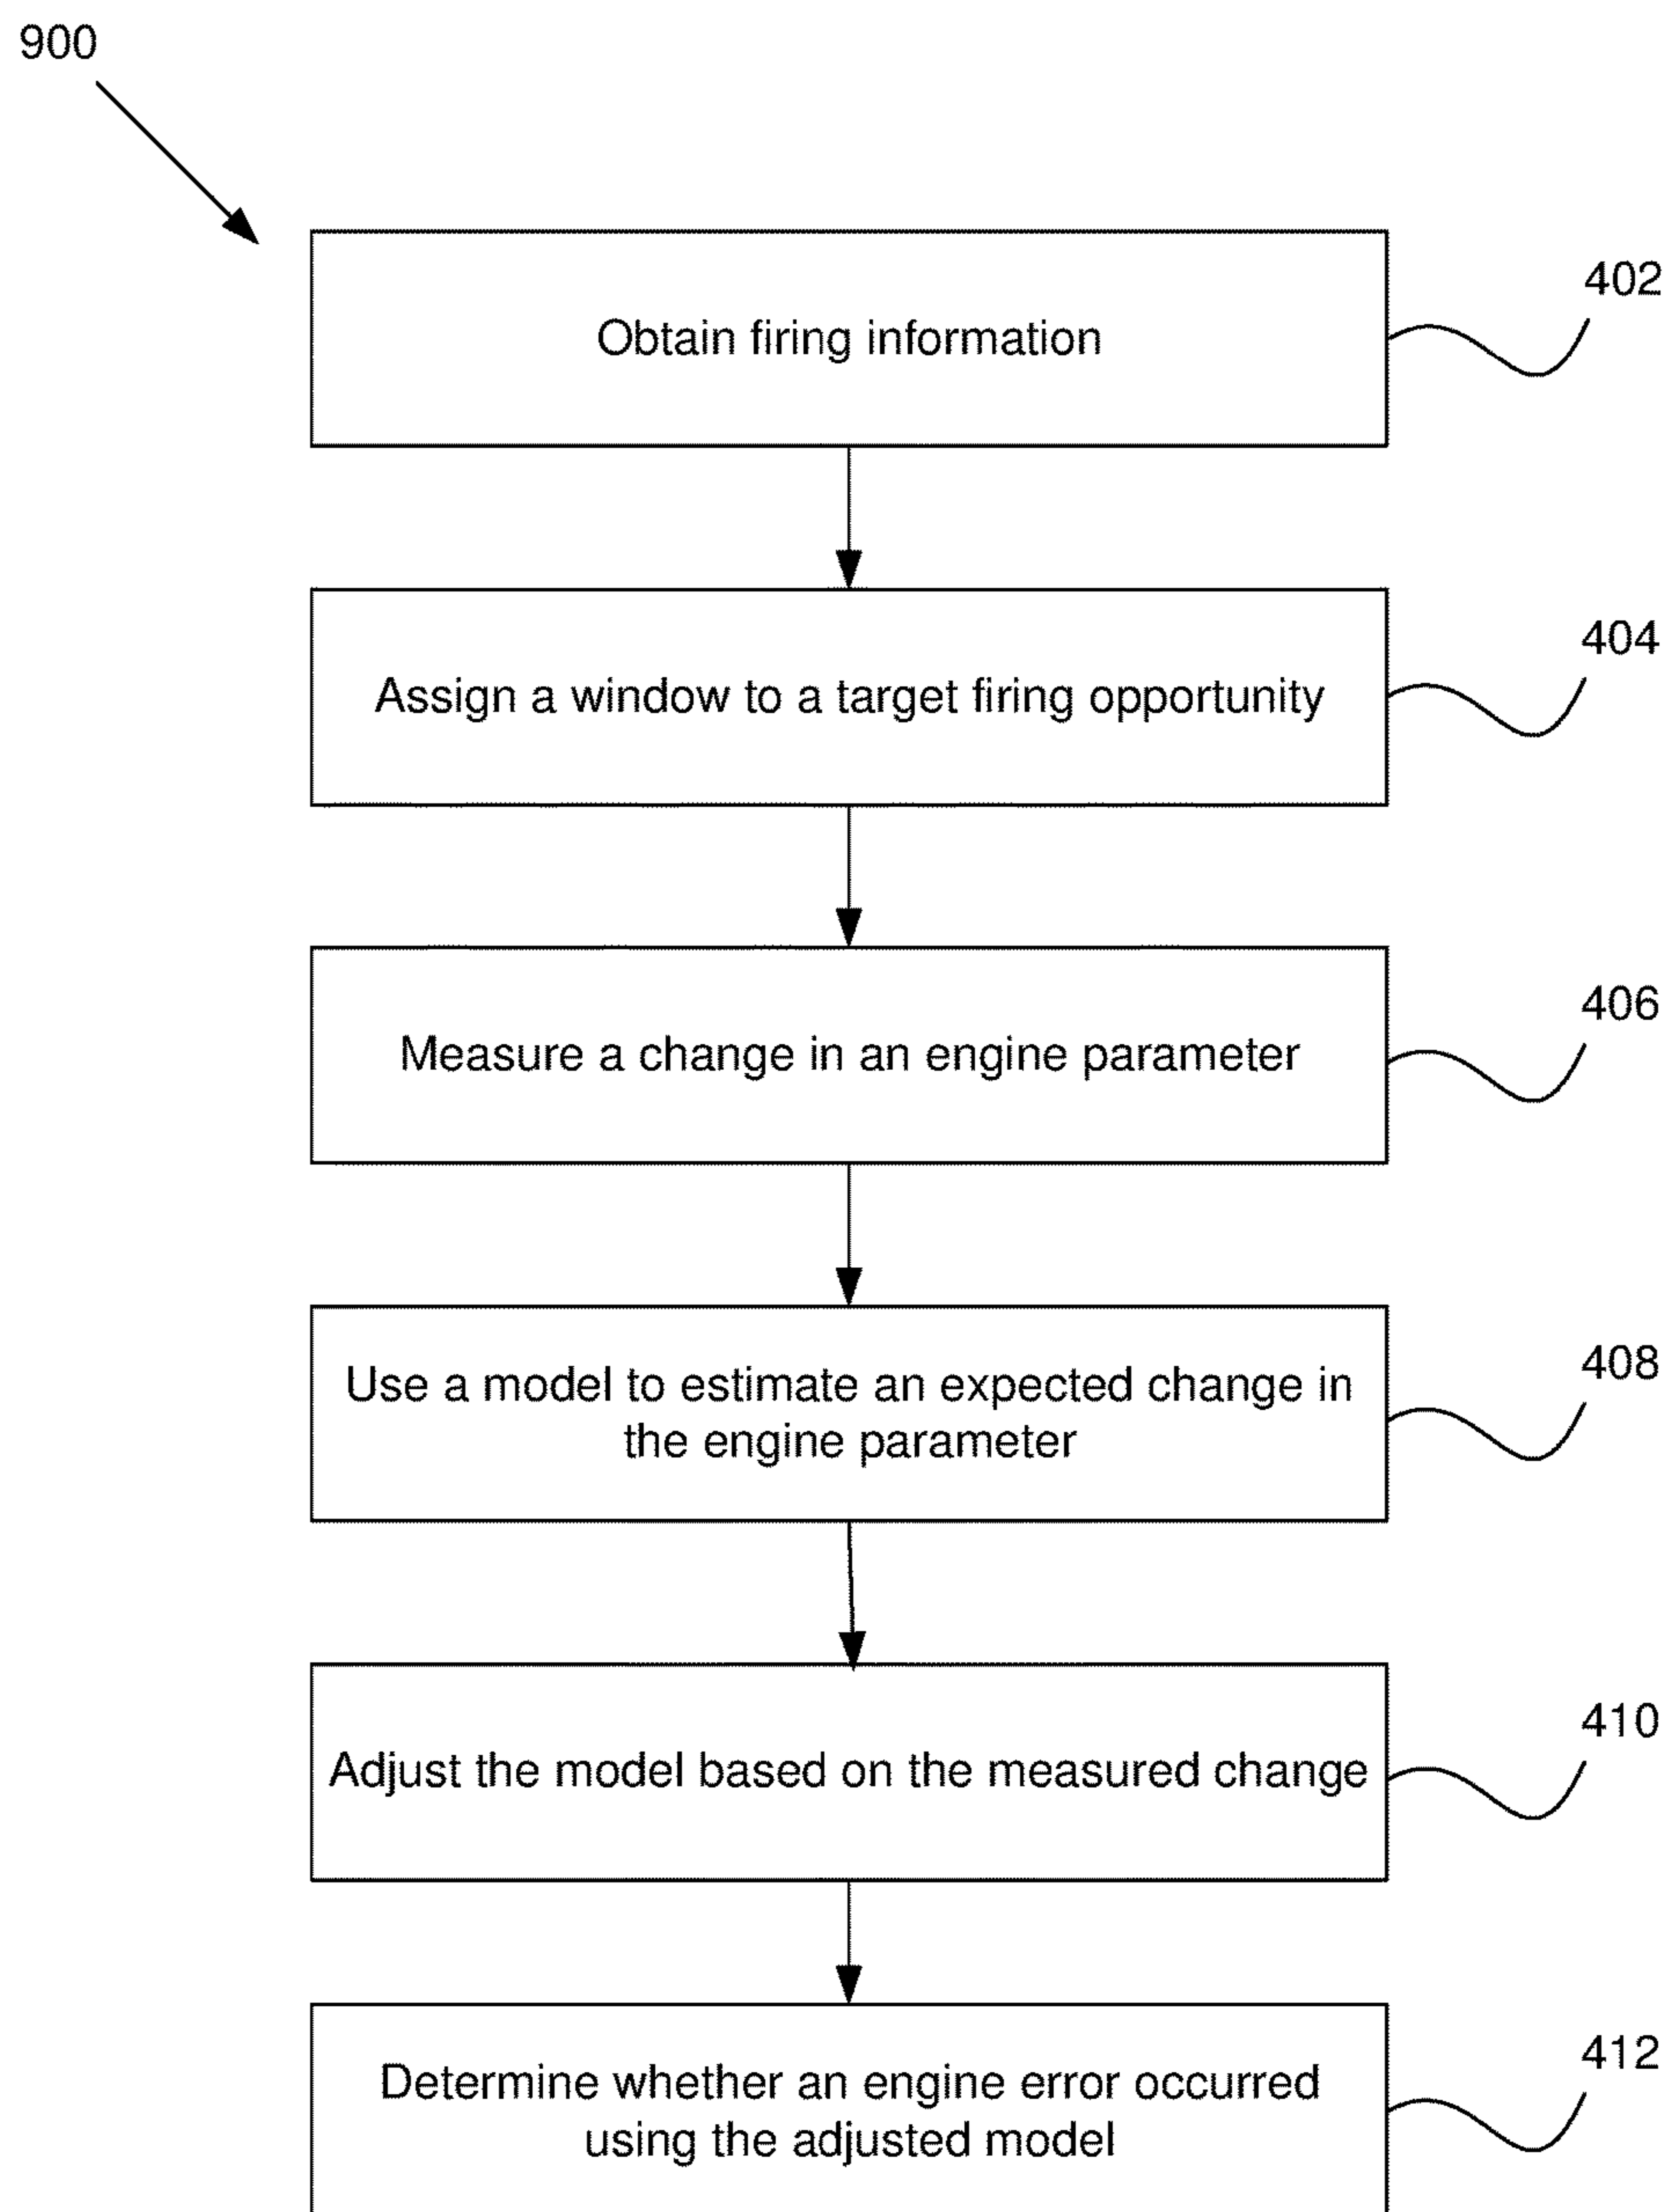 900
Obtain firing information
402
Assign a window to a target firing opportunity
404
Measure a change in an engine parameter
406
Use a model to estimate an expected change in
the engine parameter
408
Adjust the model based on the measured change
410
Determine whether an engine error occurred
using the adjusted model
412